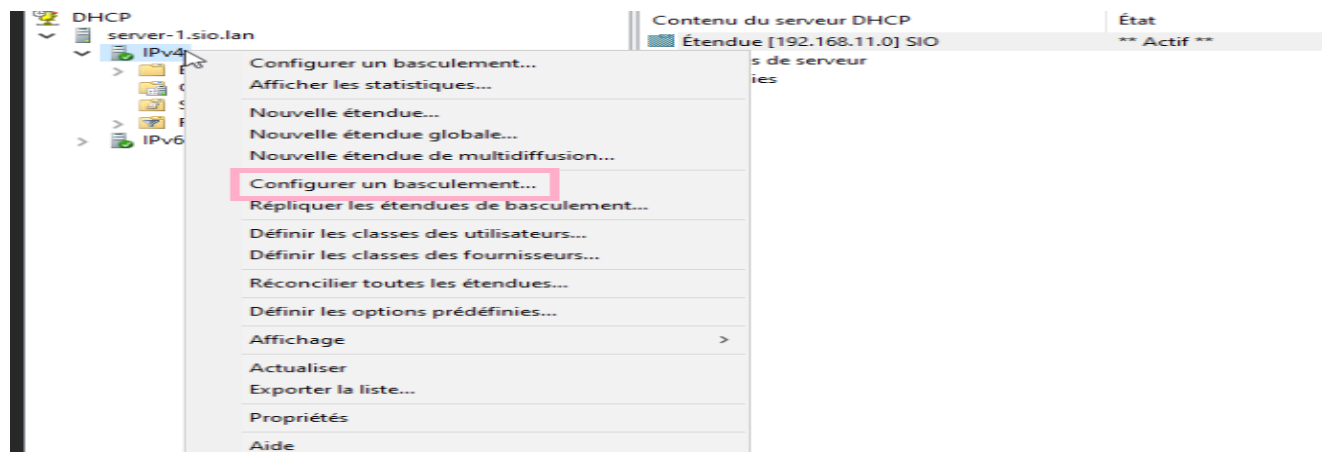 DHCP
server-1.sio.lan
IPv4
IPv6
Contenu du serveur DHCP
État
Étendue [192.168.11.0] SIO
** Actif **
s de serveur
ies
Configurer un basculement...
Afficher les statistiques...
Nouvelle étendue...
Nouvelle étendue globale...
Nouvelle étendue de multidiffusion...
Configurer un basculement...
Répliquer les étendues de basculement...
Définir les classes des utilisateurs...
Définir les classes des fournisseurs...
Réconcilier toutes les étendues...
Définir les options prédéfinies...
Affichage
Actualiser
Exporter la liste...
Propriétés
Aide